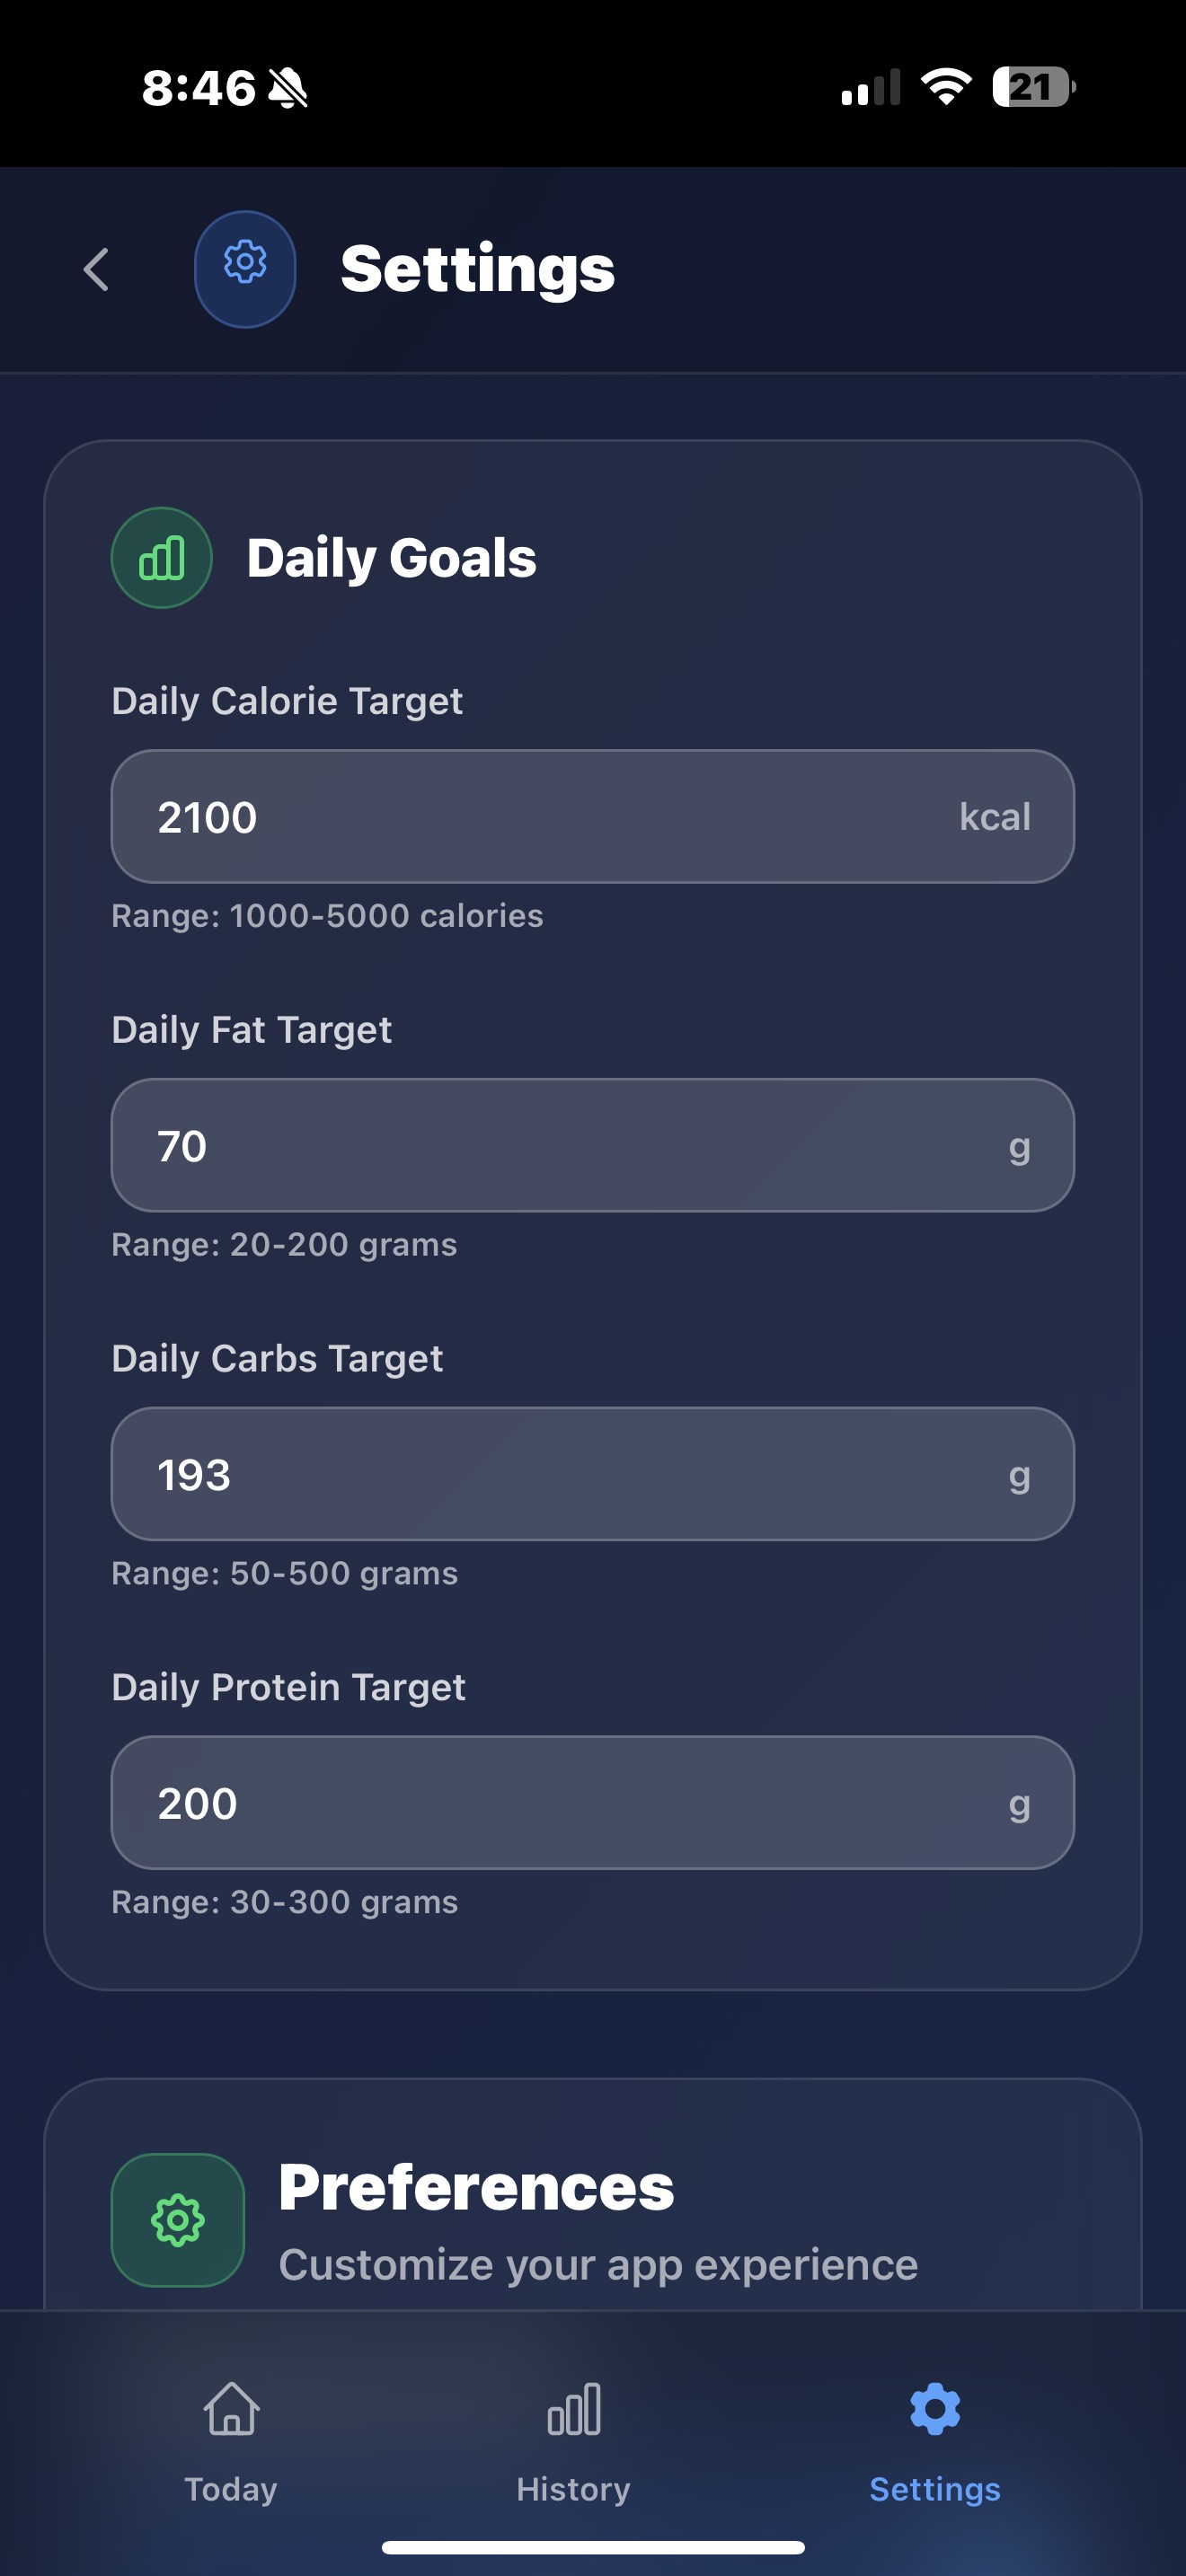 8:46
21
Settings
Daily Goals
Daily Calorie Target
2100 kcal
Range: 1000-5000 calories
Daily Fat Target
70 g
Range: 20-200 grams
Daily Carbs Target
193 g
Range: 50-500 grams
Daily Protein Target
200 g
Range: 30-300 grams
Preferences
Customize your app experience
Today History Settings